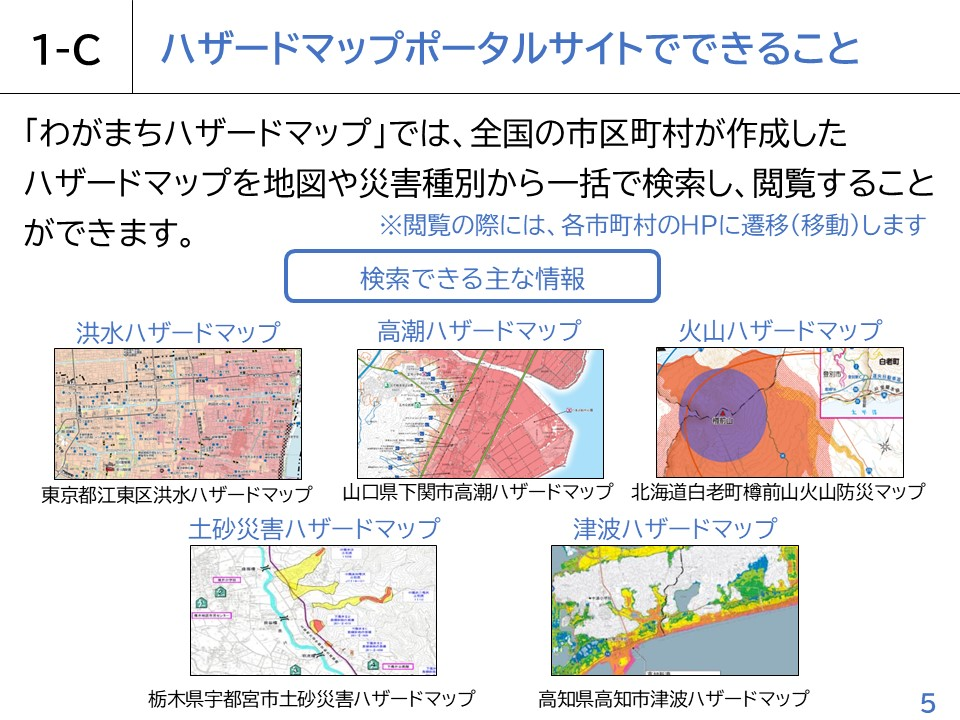 1-C
ハザードマップポータルサイトでできること
「わがまちハザードマップ」では、全国の市区町村が作成した
ハザードマップを地図や災害種別から一括で検索し、閲覧すること
ができます。
※閲覧の際には、各市町村のHPに遷移(移動)します
検索できる主な情報
洪水ハザードマップ
高潮ハザードマップ
火山ハザードマップ
白老町
登別市
樽前山
東京都江東区洪水ハザードマップ
山口県下関市高潮ハザードマップ
北海道白老町樽前山火山防災マップ
土砂災害ハザードマップ
津波ハザードマップ
栃木県宇都宮市土砂災害ハザードマップ
高知県高知市津波ハザードマップ
5